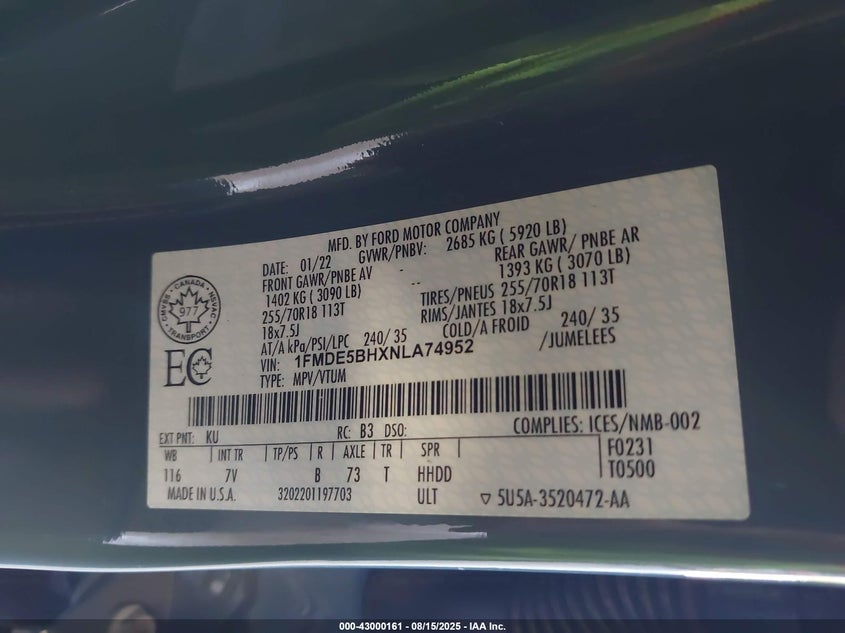 MFD. BY FORD MOTOR COMPANY
DATE: 01/22 GVWR/PNBV: 2685 KG ( 5920 LB)
FRONT GAWR/PNBE AV - REAR GAWR/ PNBE AR
1402 KG ( 3090 LB) -- 1393 KG ( 3070 LB)
255/70R18 113T TIRES/PNEUS 255/70R18 113T
18x7.5J RIMS/JANTES 18x7.5J
AT/A kPa/PSI/LPC 240/ 35 COLD/A FROID 240/ 35
VIN: 1FMDE5BHXNLA74952 /JUMELEES
TYPE: MPV/VTUM
CMVSS · CANADA · NSVAC
977
TRANSPORT
EC
EXT PNT: KU RC: B3 DSO: COMPLIES: ICES/NMB-002
WB INT TR TP/PS R AXLE TR SPR F0231
116 7V B 73 T HHDD T0500
MADE IN U.S.A. 3202201197703 ULT ▽ 5U5A-3520472-AA
000-43000161 - 08/15/2025 - IAA Inc.